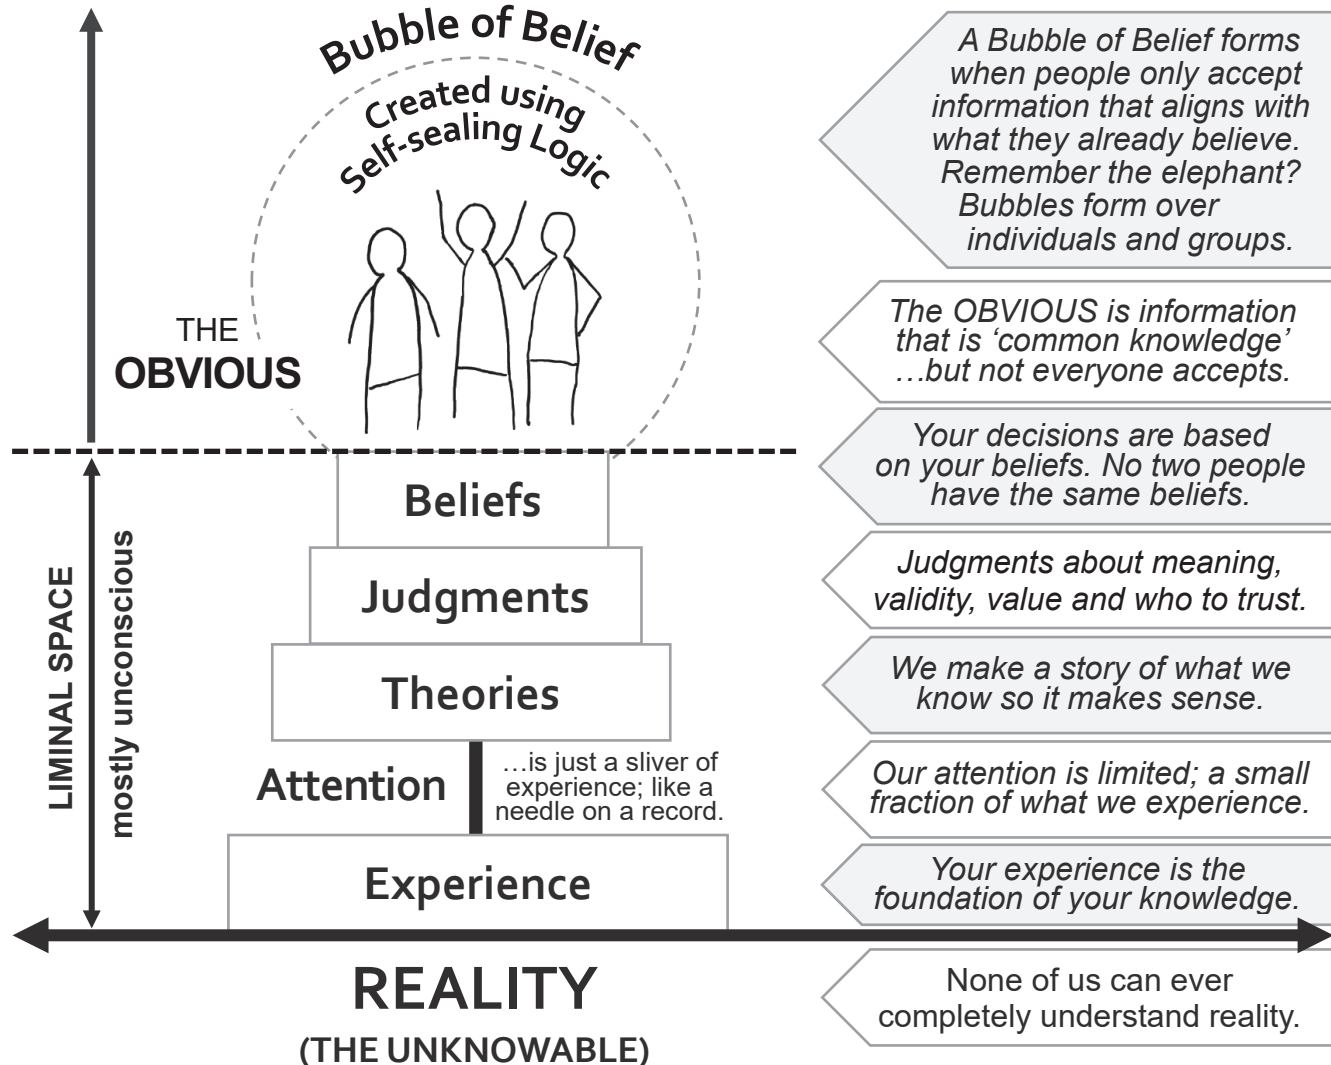 Bubble of Belief
Created using
Self-sealing Logic
THE
OBVIOUS
Beliefs
Judgments
Theories
Attention
…is just a sliver of
experience; like a
needle on a record.
Experience
LIMINAL SPACE
mostly unconscious
REALITY
(THE UNKNOWABLE)
A Bubble of Belief forms
when people only accept
information that aligns with
what they already believe.
Remember the elephant?
Bubbles form over
individuals and groups.
The OBVIOUS is information
that is ‘common knowledge’
…but not everyone accepts.
Your decisions are based
on your beliefs. No two people
have the same beliefs.
Judgments about meaning,
validity, value and who to trust.
We make a story of what we
know so it makes sense.
Our attention is limited; a small
fraction of what we experience.
Your experience is the
foundation of your knowledge.
None of us can ever
completely understand reality.